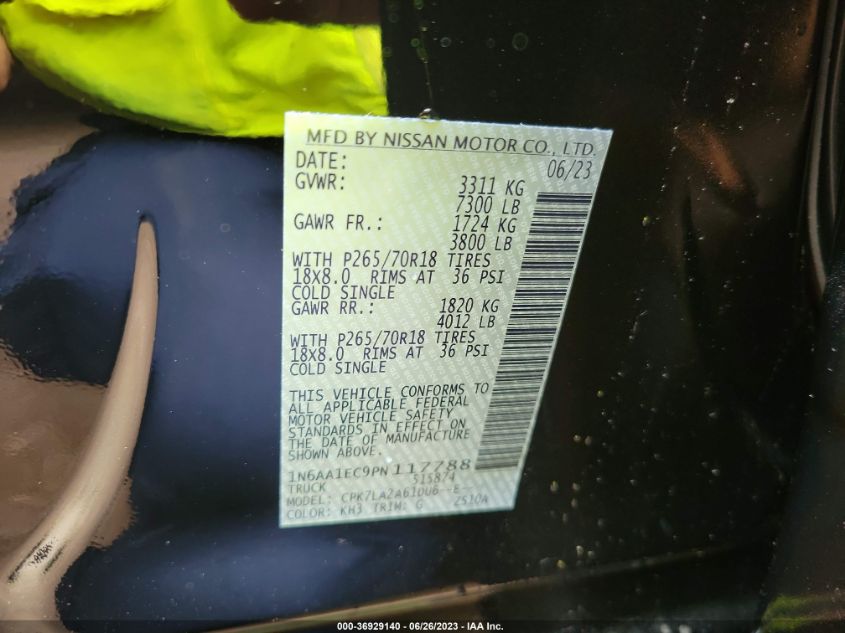 MFD BY NISSAN MOTOR CO., LTD.
DATE: 06/23
GVWR: 3311 KG
7300 LB
GAWR FR.: 1724 KG
3800 LB
WITH P265/70R18 TIRES
18X8.0 RIMS AT 36 PSI
COLD SINGLE
GAWR RR.: 1820 KG
4012 LB
WITH P265/70R18 TIRES
18X8.0 RIMS AT 36 PSI
COLD SINGLE
THIS VEHICLE CONFORMS TO
ALL APPLICABLE FEDERAL
MOTOR VEHICLE SAFETY
STANDARDS IN EFFECT ON
THE DATE OF MANUFACTURE
SHOWN ABOVE.
1N6AA1EC9PN117788
TRUCK 515874
MODEL: CPK7LA2A61UU6--E--
COLOR: KH3 TRIM: G 2510A
000-36929140 - 06/26/2023 - IAA Inc.